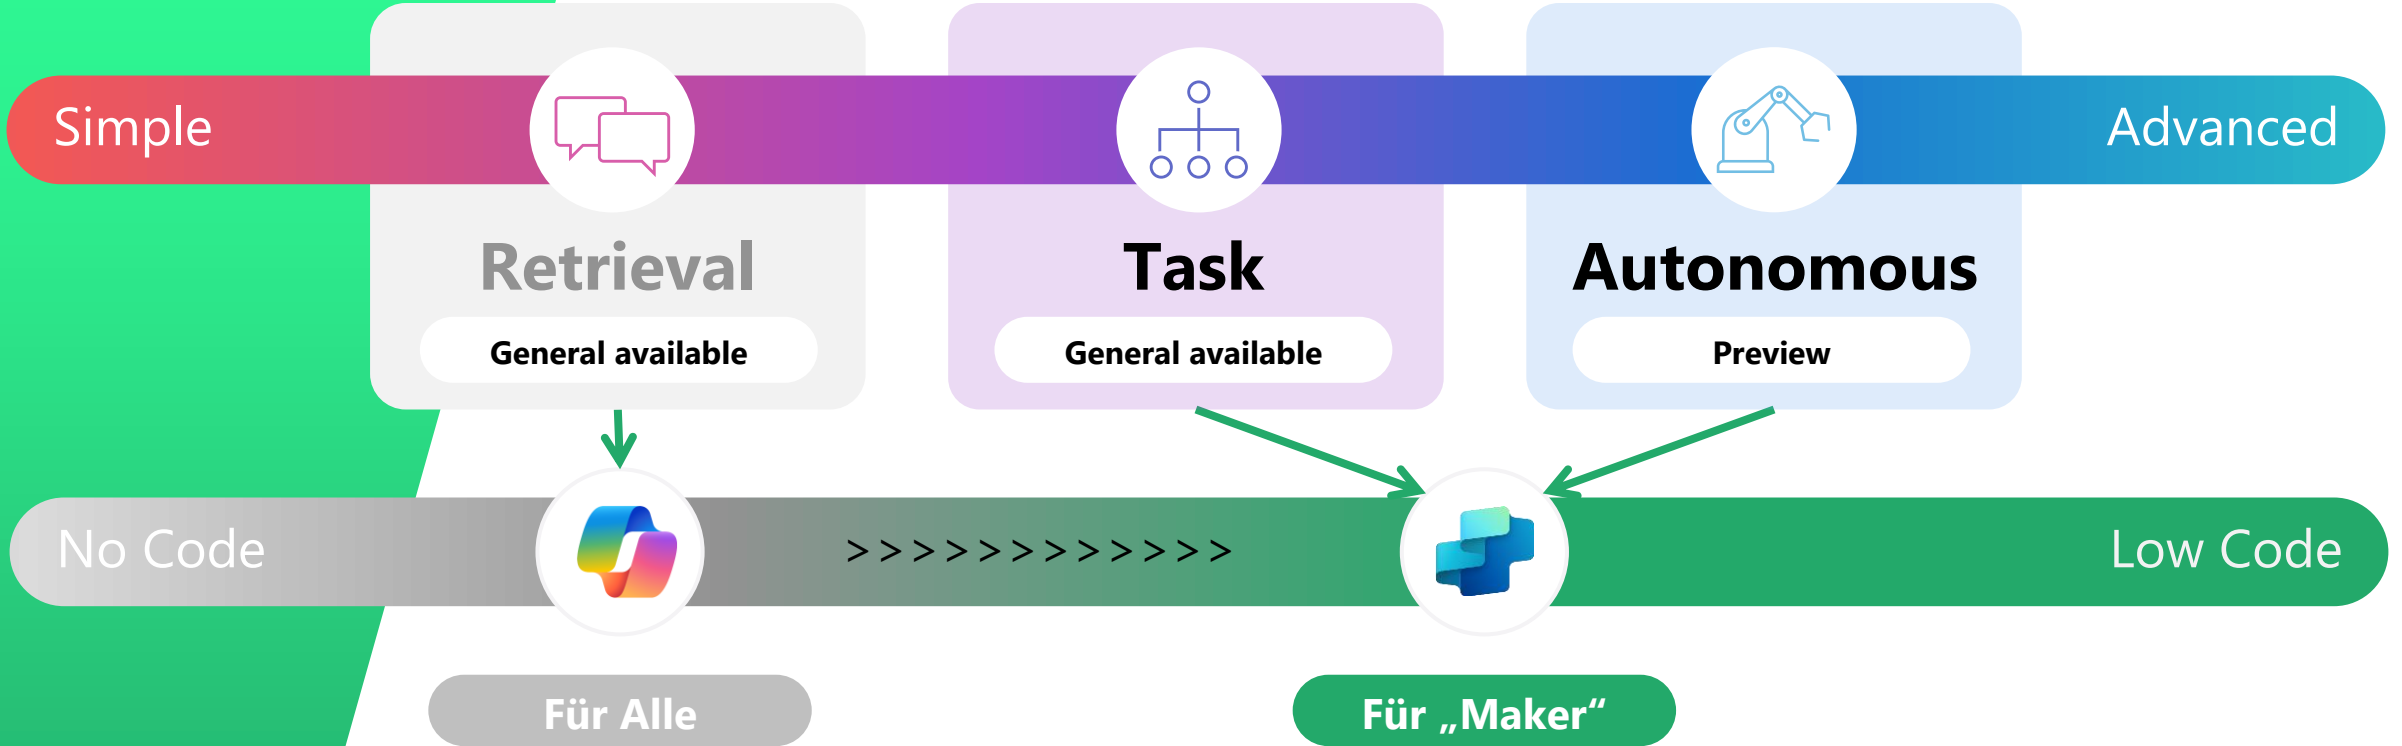 Simple
Advanced
Retrieval
General available
Task
General available
Autonomous
Preview
No Code
>>>>>>>>>>>>
Low Code
Für Alle
Für „Maker“